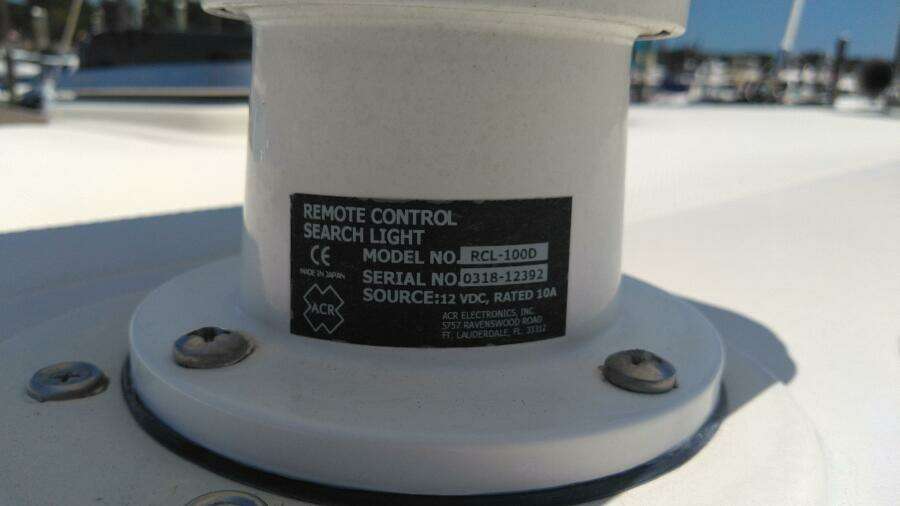 REMOTE CONTROL
SEARCH LIGHT
CE MODEL NO. RCL-100D
MADE IN JAPAN SERIAL NO. 0318-12392
ACR SOURCE: 12 VDC, RATED 10A
ACR ELECTRONICS, INC.
5757 RAVENSWOOD ROAD
FT. LAUDERDALE, FL. 33312